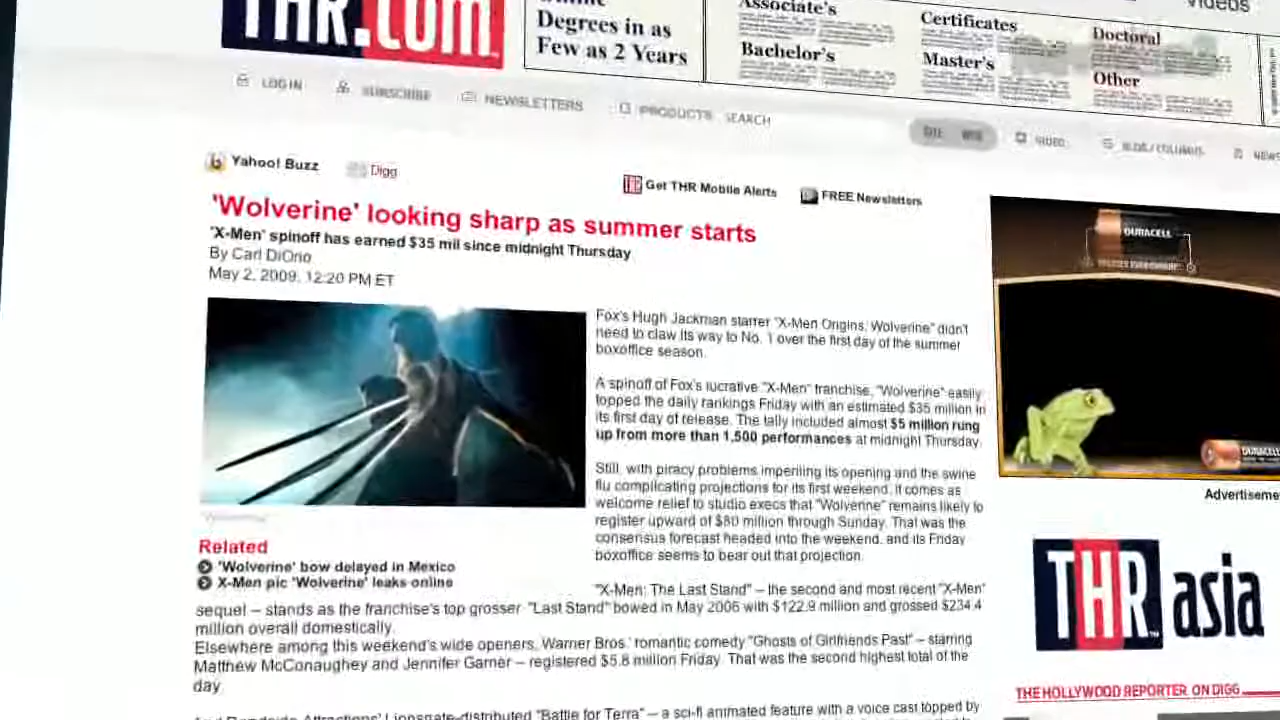 Videos
THR.com
Degrees in as
Few as 2 Years
Associate's
Bachelor's
Certificates
Master's
Doctoral
Other
LOG IN
SUBSCRIBE
NEWSLETTERS
PRODUCTS
SEARCH
SITE
WEB
VIDEO
BLOGS / COLUMNS
NEWS
Yahoo! Buzz
Digg
Get THR Mobile Alerts
FREE Newsletters
'Wolverine' looking sharp as summer starts
'X-Men' spinoff has earned $35 mil since midnight Thursday
By Carl DiOrio
May 2, 2009, 12:20 PM ET
Fox's Hugh Jackman starrer "X-Men Origins: Wolverine" didn't
need to claw its way to No. 1 over the first day of the summer
boxoffice season.
A spinoff of Fox's lucrative "X-Men" franchise, "Wolverine" easily
topped the daily rankings Friday with an estimated $35 million in
its first day of release. The tally included almost $5 million rung
up from more than 1,500 performances at midnight Thursday.
Still, with piracy problems imperiling its opening and the swine
flu complicating projections for its first weekend, it comes as
welcome relief to studio execs that "Wolverine" remains likely to
register upward of $80 million through Sunday. That was the
consensus forecast headed into the weekend, and its Friday
boxoffice seems to bear out that projection.
Related
'Wolverine' bow delayed in Mexico
X-Men pic 'Wolverine' leaks online
"X-Men: The Last Stand" -- the second and most recent "X-Men"
sequel -- stands as the franchise's top grosser. "Last Stand" bowed in May 2006 with $122.9 million and grossed $234.4
million overall domestically.
Elsewhere among this weekend's wide openers, Warner Bros.' romantic comedy "Ghosts of Girlfriends Past" -- starring
Matthew McConaughey and Jennifer Garner -- registered $5.8 million Friday. That was the second highest total of the
day.
And Roadside Attractions' Lionsgate-distributed "Battle for Terra" -- a sci-fi animated feature with a voice cast topped by
DURACELL
DURACELL
Advertiseme
THR asia
THE HOLLYWOOD REPORTER ON DIGG